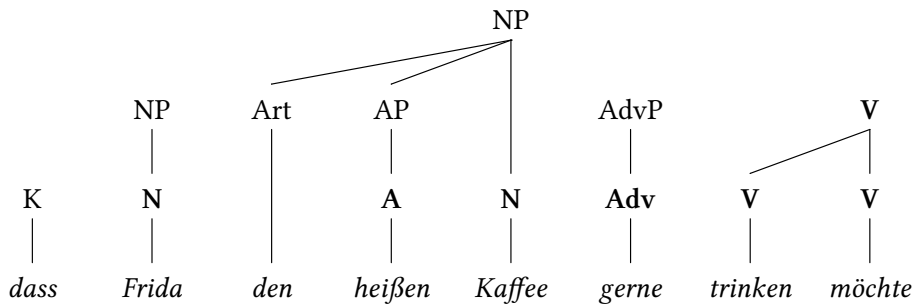 NP
NP Art AP AdvP V
K N A N Adv V V
dass Frida den heißen Kaffee gerne trinken möchte